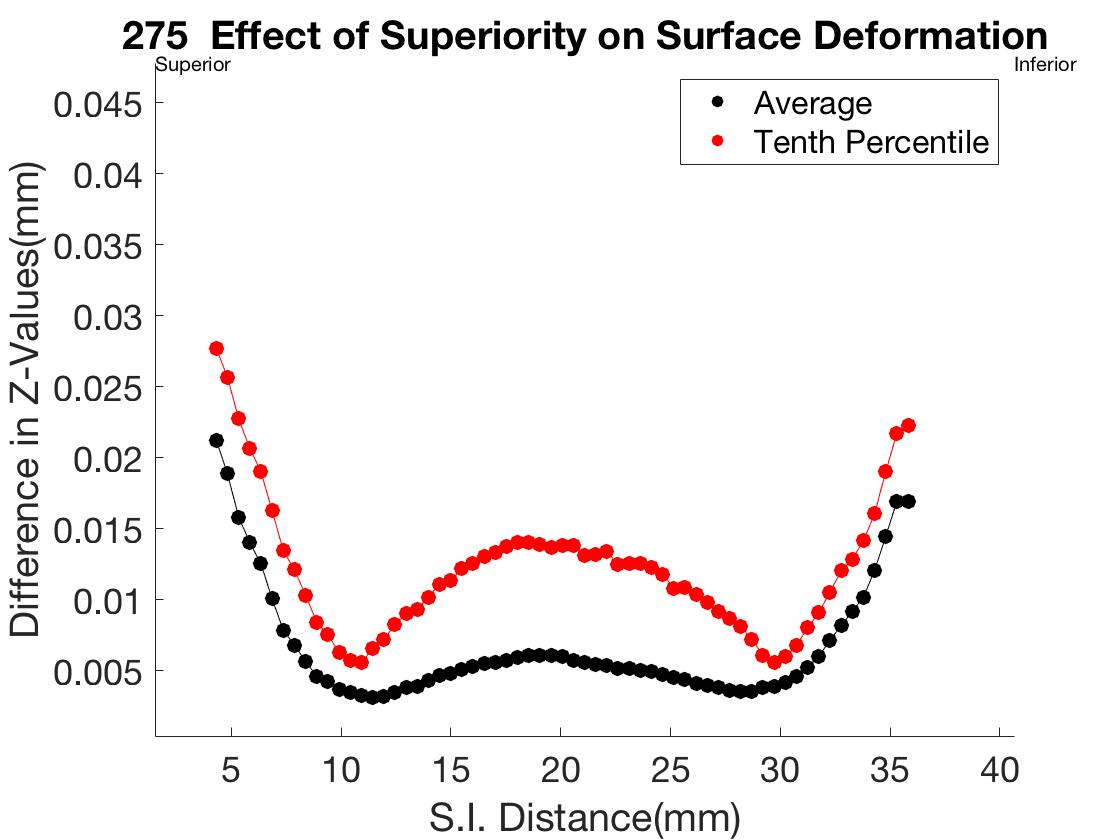 275  Effect of Superiority on Surface Deformation
Superior
Inferior
Average
Tenth Percentile
0.045
0.04
0.035
0.03
0.025
0.02
0.015
0.01
0.005
Difference in Z-Values(mm)
5 10 15 20 25 30 35 40
S.I. Distance(mm)